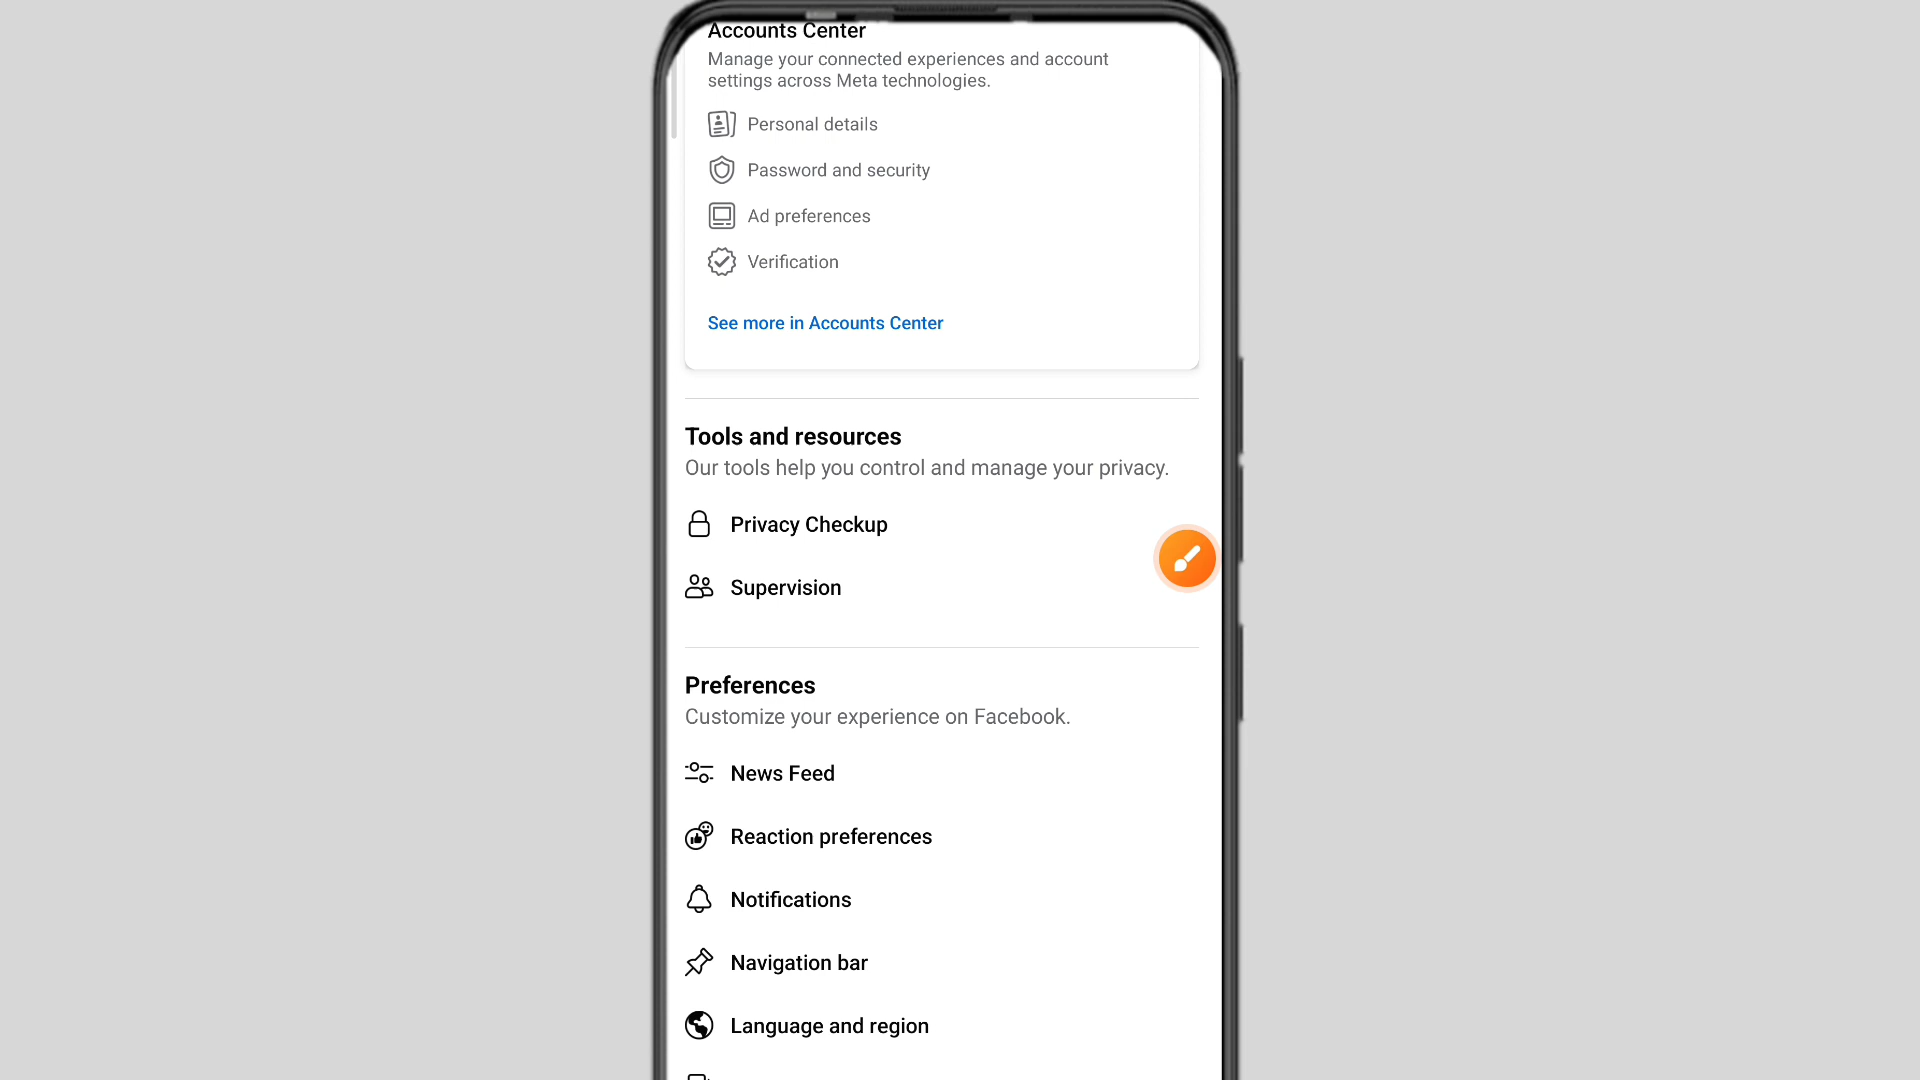 Accounts Center
Manage your connected experiences and account
settings across Meta technologies.
Personal details
Password and security
Ad preferences
Verification
See more in Accounts Center
Tools and resources
Our tools help you control and manage your privacy.
Privacy Checkup
Supervision
Preferences
Customize your experience on Facebook.
News Feed
Reaction preferences
Notifications
Navigation bar
Language and region